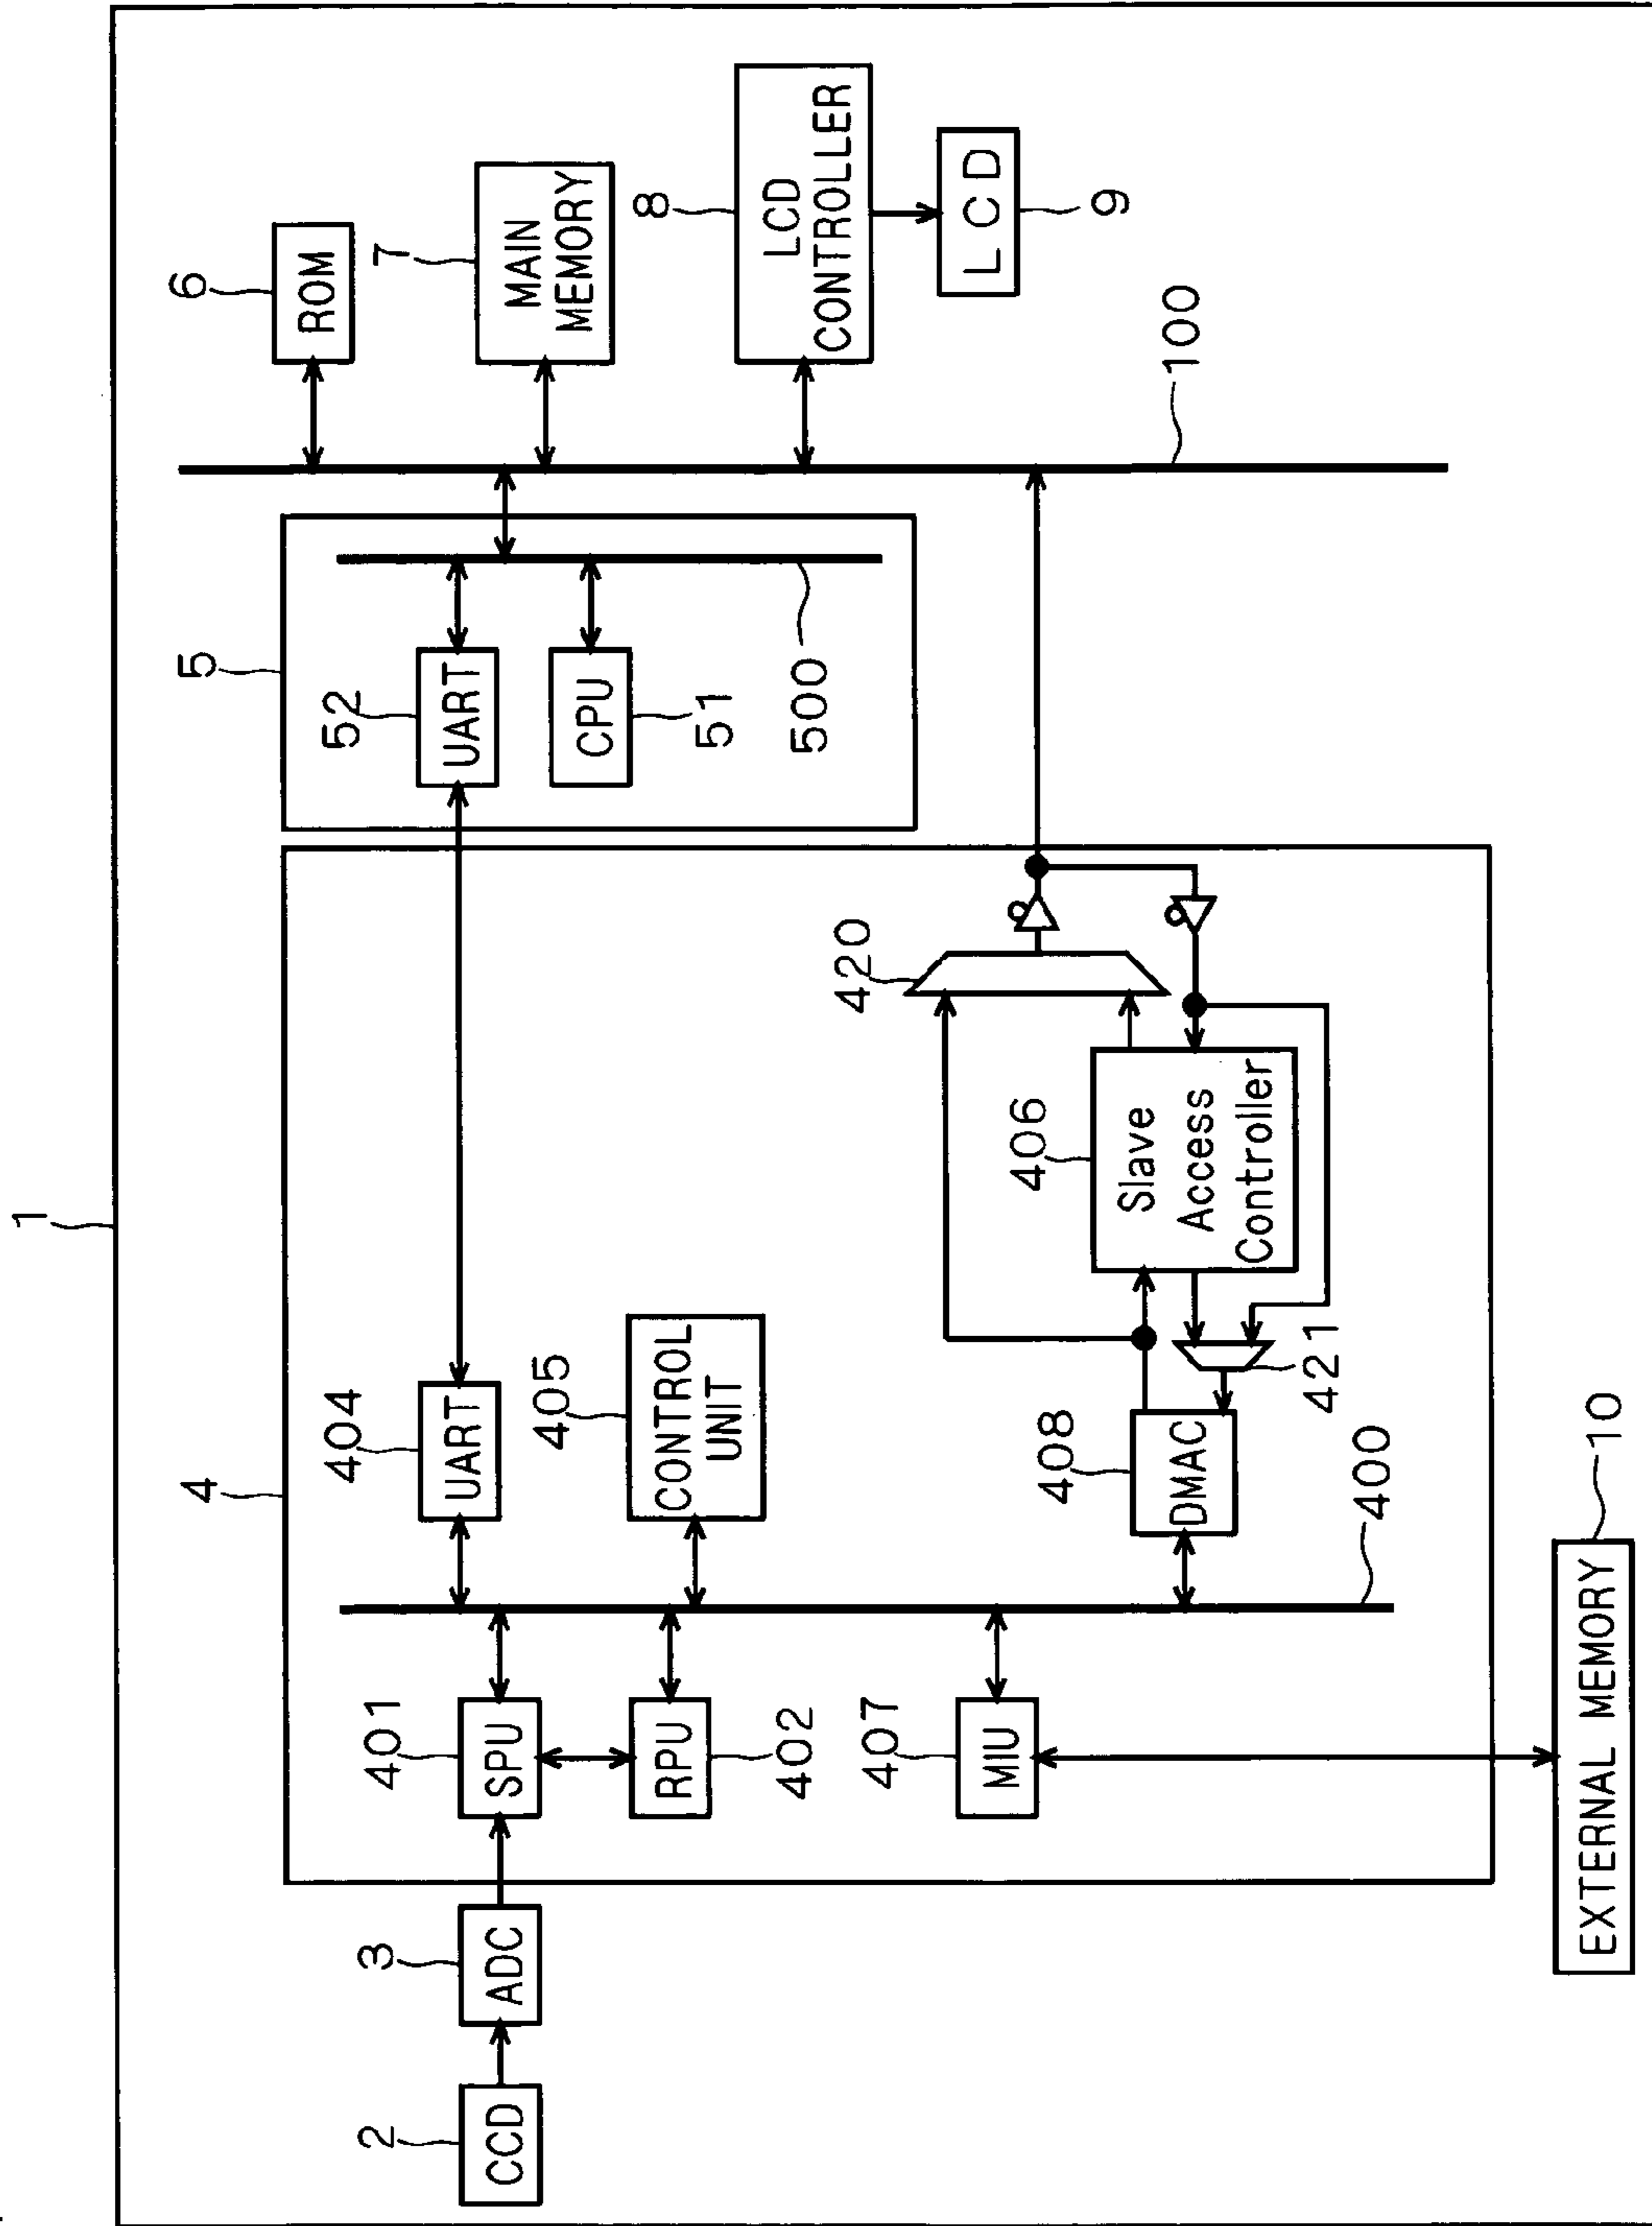 1
6
ROM
7
MAIN
MEMORY
8
LCD
CONTROLLER
LCD
9
100
5
52
UART
CPU
51
500
4
404
UART
405
CONTROL
UNIT
420
406
Slave
Access
Controller
421
408
DMAC
400
401
SPU
RPU
402
407
MIU
EXTERNAL MEMORY
10
3
ADC
2
CCD